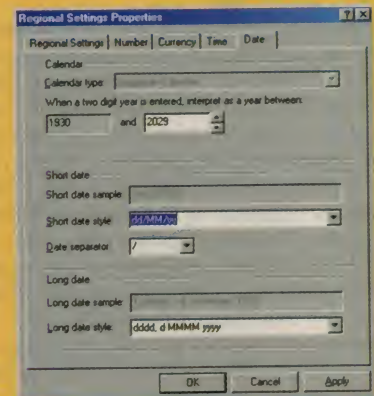 Regional Settings Properties
Regional Settings Number Currency Time Date
Calendar
Calendar type:
When a two digit year is entered, interpret as a year between:
1930 and 2029
Short date
Short date sample:
Short date style: dd/MM/yy
Date separator: /
Long date
Long date sample:
Long date style: dddd, d MMMM yyyy
OK Cancel Apply